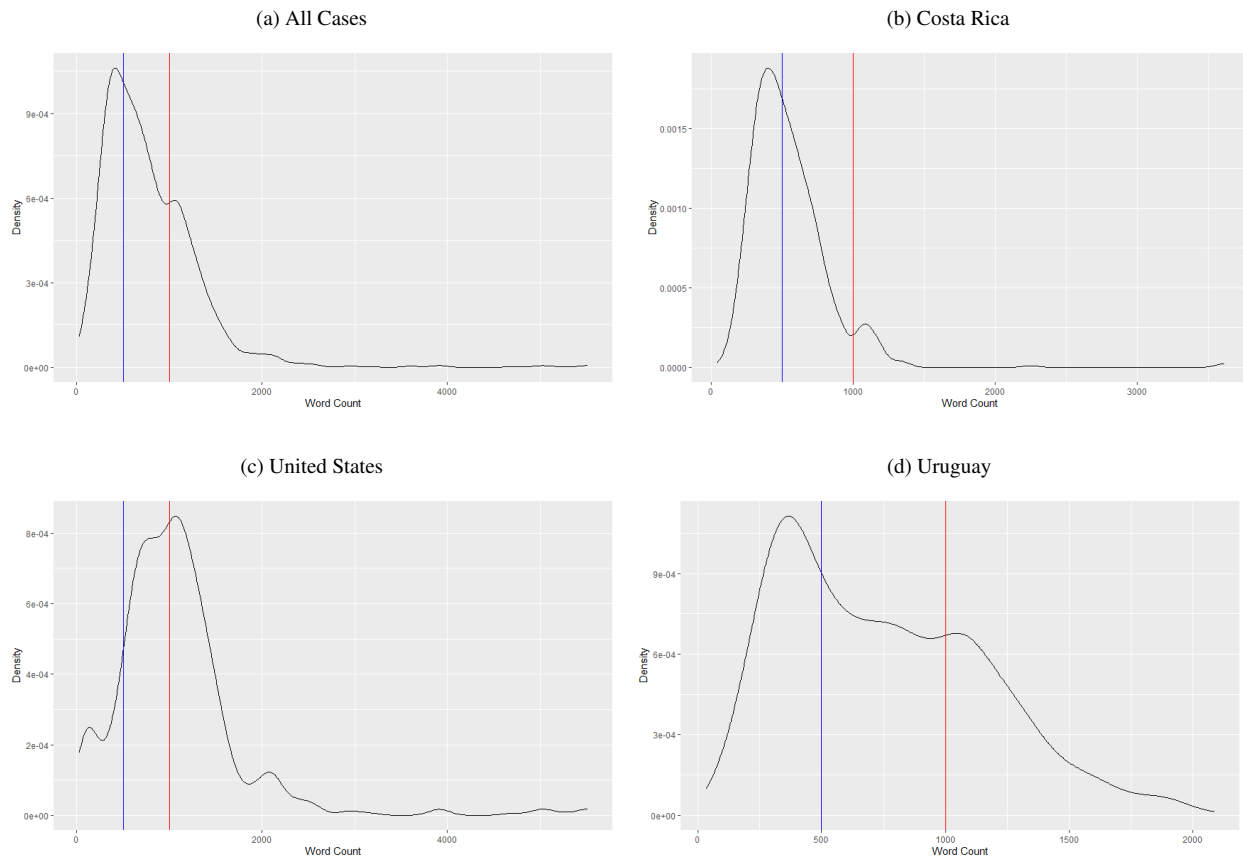 (a) All Cases
9e-04
6e-04
3e-04
0e+00
Density
0
2000
4000
Word Count
(b) Costa Rica
0.0015
0.0010
0.0005
0.0000
Density
0
1000
2000
3000
Word Count
(c) United States
8e-04
6e-04
4e-04
2e-04
0e+00
Density
0
2000
4000
Word Count
(d) Uruguay
9e-04
6e-04
3e-04
0e+00
Density
0
500
1000
1500
2000
Word Count